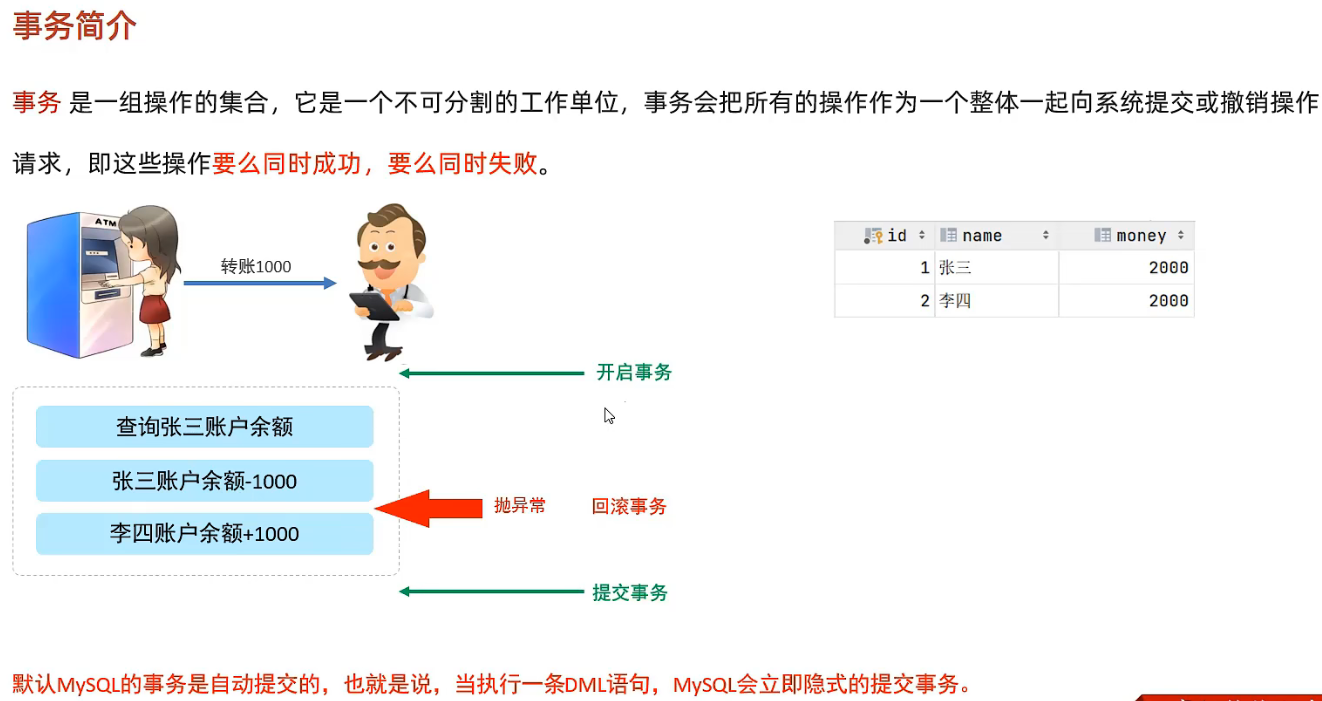 事务简介
事务 是一组操作的集合，它是一个不可分割的工作单位，事务会把所有的操作作为一个整体一起向系统提交或撤销操作
请求，即这些操作要么同时成功，要么同时失败。
ATM
转账1000
id name money
1 张三 2000
2 李四 2000
开启事务
查询张三账户余额
张三账户余额-1000
抛异常 回滚事务
李四账户余额+1000
提交事务
默认MySQL的事务是自动提交的，也就是说，当执行一条DML语句，MySQL会立即隐式的提交事务。